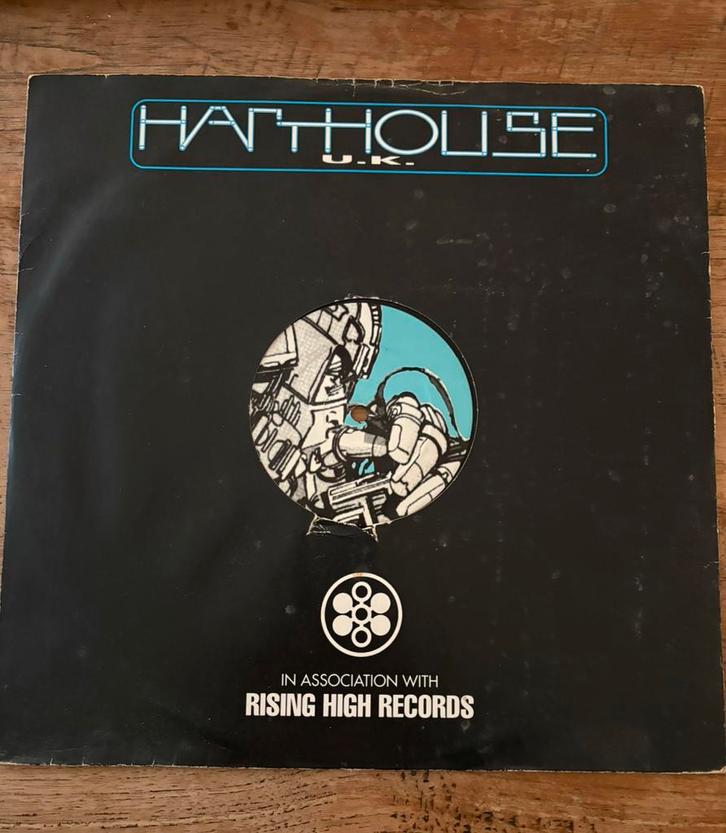 HARTHOUSE
U.K.
IN ASSOCIATION WITH
RISING HIGH RECORDS